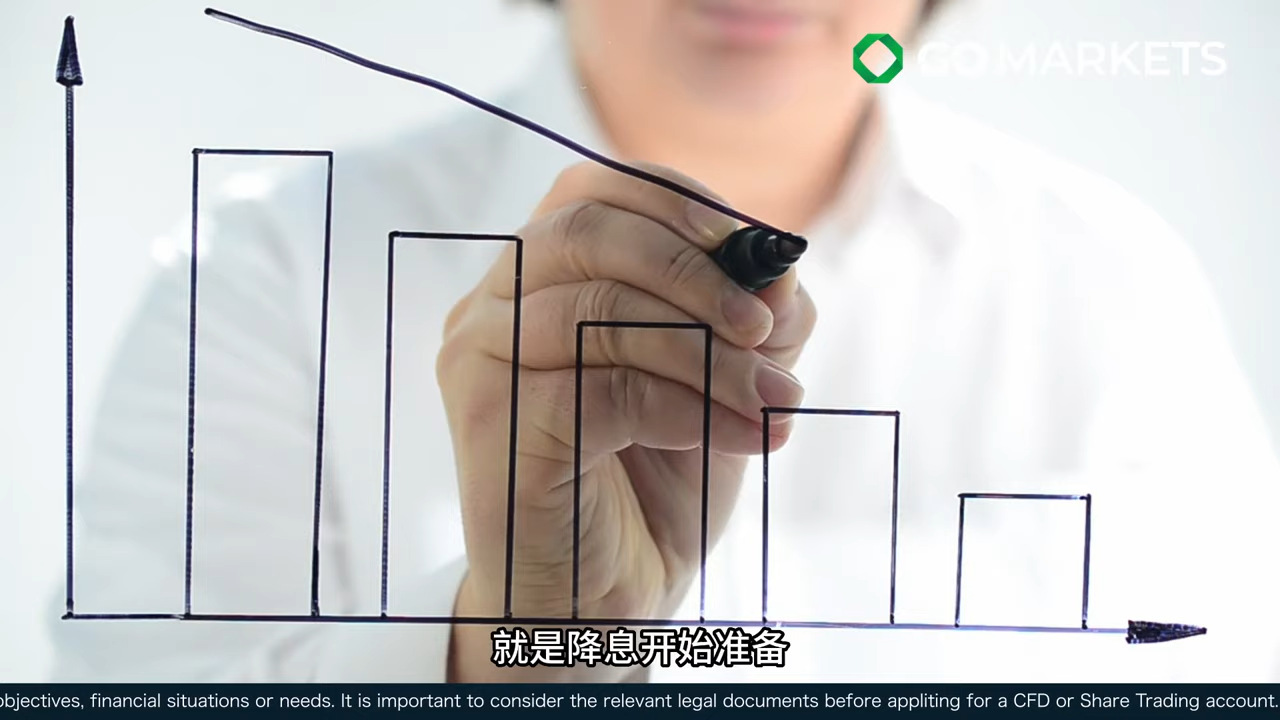 GO MARKETS
就是降息开始准备
objectives, financial situations or needs. It is important to consider the relevant legal documents before appliting for a CFD or Share Trading account.